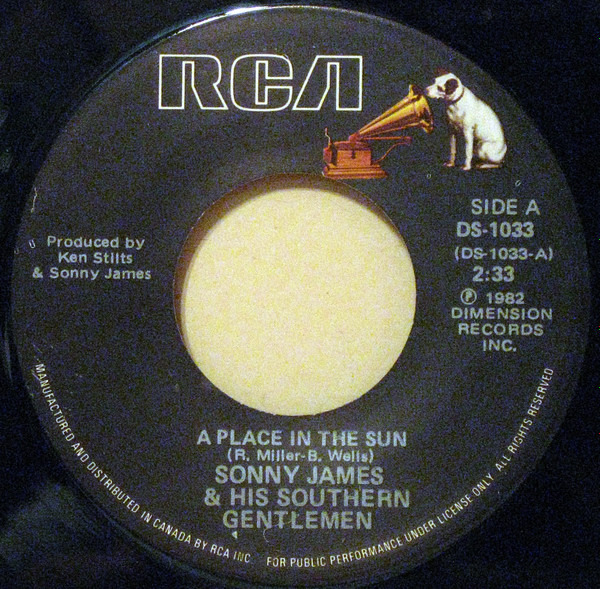 RCA
SIDE A
DS-1033
(DS-1033-A)
2:33
Ⓟ 1982
DIMENSION
RECORDS
INC.
Produced by
Ken Stilts
& Sonny James
A PLACE IN THE SUN
(R. Miller-B. Wells)
SONNY JAMES
& HIS SOUTHERN
GENTLEMEN
MANUFACTURED AND DISTRIBUTED IN CANADA BY RCA INC. FOR PUBLIC PERFORMANCE UNDER LICENSE ONLY. ALL RIGHTS RESERVED